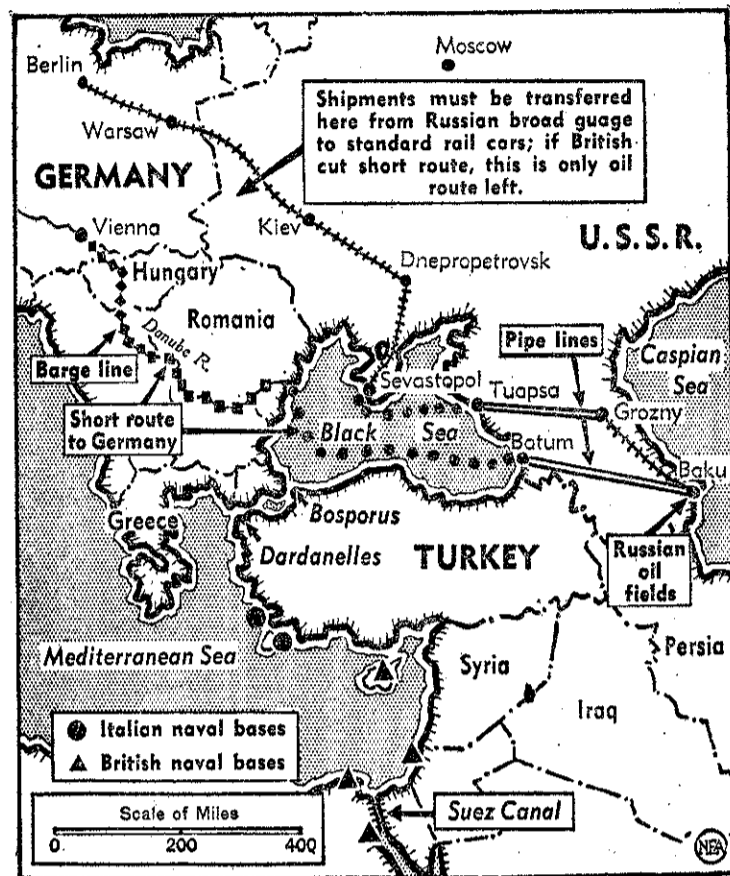 Moscow
Berlin
Shipments must be transferred
here from Russian broad guage
to standard rail cars; if British
cut short route, this is only oil
route left.
Warsaw
GERMANY
Vienna
Kiev
U.S.S.R.
Hungary
Dnepropetrovsk
Romania
Danube R.
Pipe lines
Caspian
Sea
Barge line
Sevastopol
Tuapsa
Grozny
Short route
to Germany
Black Sea
Batum
Baku
Greece
Bosporus
Dardanelles
TURKEY
Russian
oil
fields
Mediterranean Sea
Syria
Persia
Iraq
Italian naval bases
British naval bases
Scale of Miles
0. 200 400
Suez Canal
NEA